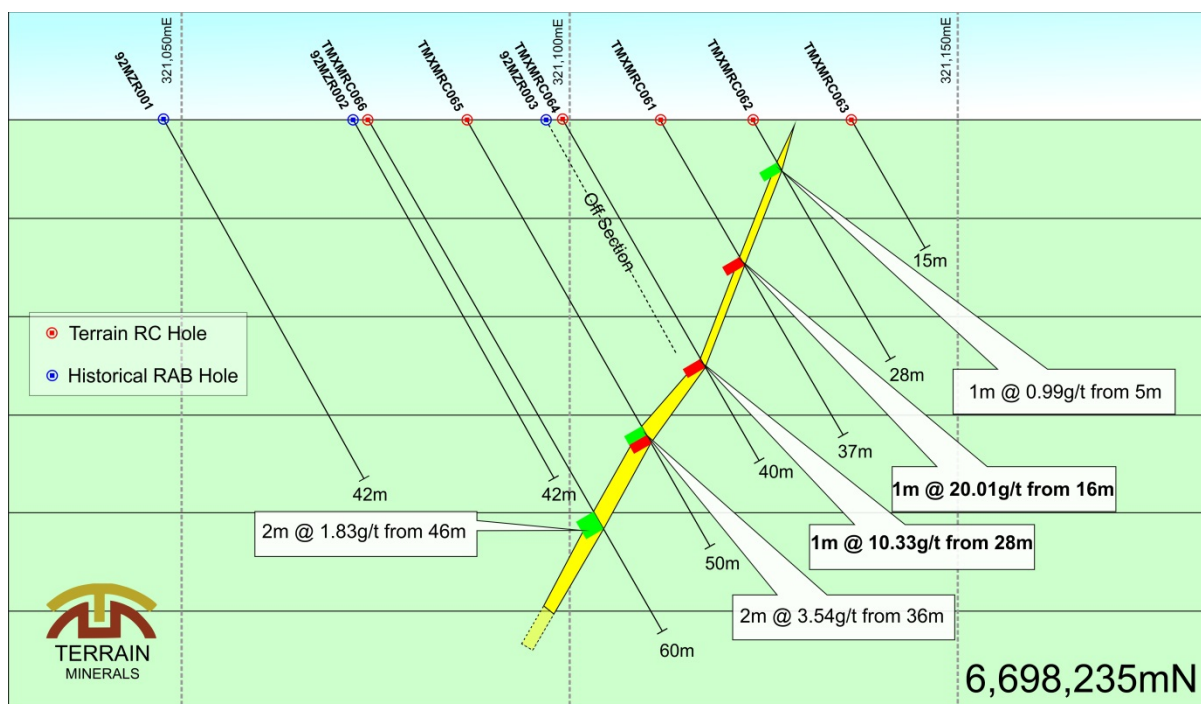 321,050mE
321,100mE
321,150mE
92MZR001
TMXMRC066
92MZR002
TMXMRC065
TMXMRC064
92MZR003
TMXMRC061
TMXMRC062
TMXMRC063
Off Section
15m
Terrain RC Hole
Historical RAB Hole
28m
1m @ 0.99g/t from 5m
37m
40m
42m
42m
1m @ 20.01g/t from 16m
2m @ 1.83g/t from 46m
1m @ 10.33g/t from 28m
50m
2m @ 3.54g/t from 36m
60m
TERRAIN
MINERALS
6,698,235mN